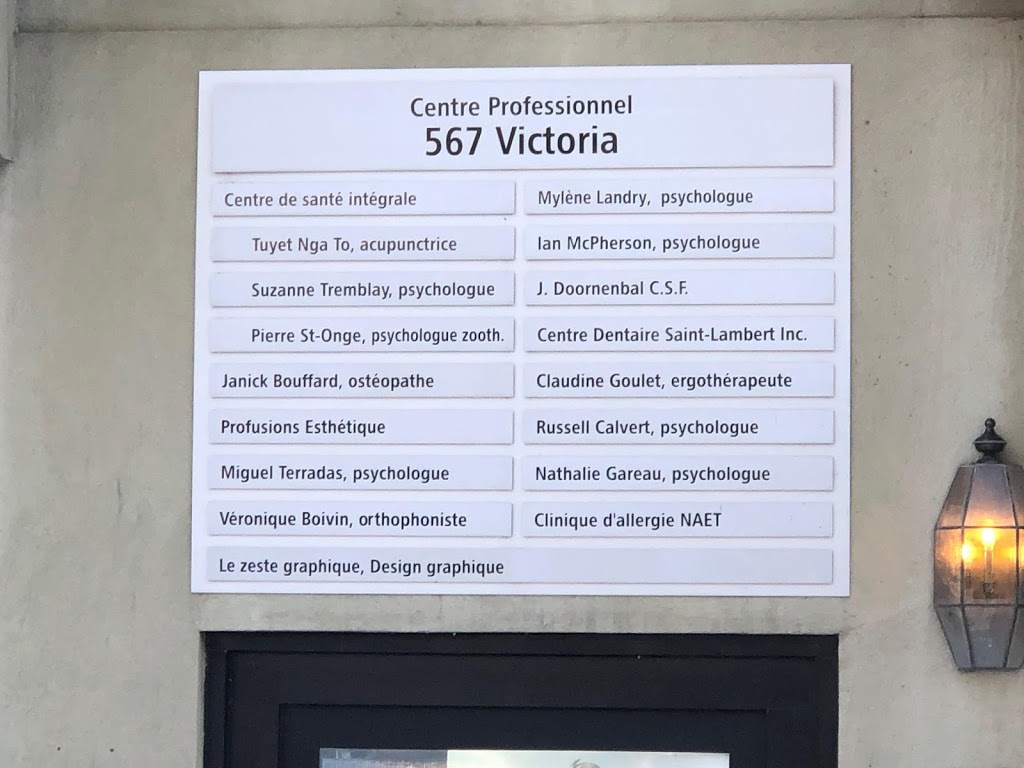 Centre Professionnel
567 Victoria
Centre de santé intégrale
Tuyet Nga To, acupunctrice
Suzanne Tremblay, psychologue
Pierre St-Onge, psychologue zooth.
Janick Bouffard, ostéopathe
Profusions Esthétique
Miguel Terradas, psychologue
Véronique Boivin, orthophoniste
Mylène Landry, psychologue
Ian McPherson, psychologue
J. Doornenbal C.S.F.
Centre Dentaire Saint-Lambert Inc.
Claudine Goulet, ergothérapeute
Russell Calvert, psychologue
Nathalie Gareau, psychologue
Clinique d'allergie NAET
Le zeste graphique, Design graphique